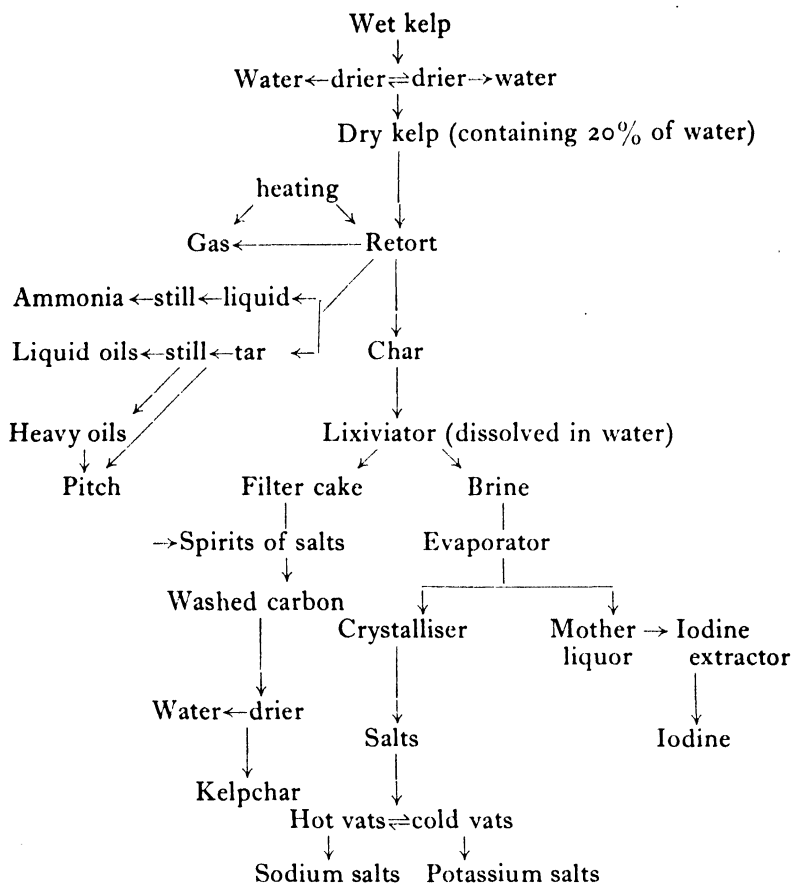 Wet kelp
Water←drier⇌drier→water
Dry kelp (containing 20% of water)
heating
Gas← Retort
Ammonia←still←liquid←
Liquid oils←still←tar ← Char
Heavy oils Lixiviator (dissolved in water)
Pitch Filter cake Brine
→Spirits of salts Evaporator
Washed carbon
Crystalliser Mother → Iodine
liquor extractor
Water←drier
Salts Iodine
Kelpchar
Hot vats⇌cold vats
Sodium salts Potassium salts